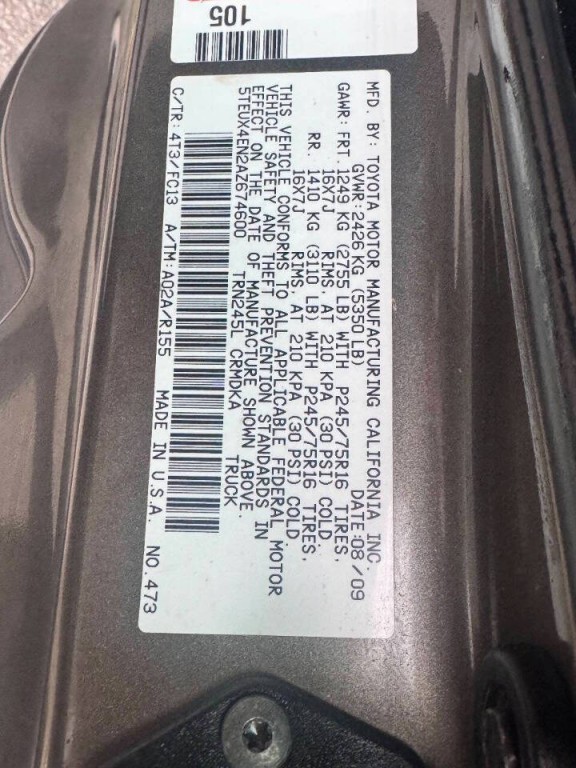 105
MFD. BY: TOYOTA MOTOR MANUFACTURING CALIFORNIA INC.
GVWR: 2426 KG (5350 LB) DATE: 08/09
GAWR: FRT. 1249 KG (2755 LB) WITH P245/75R16 TIRES,
16X7J RIMS, AT 210 KPA (30 PSI) COLD.
RR. 1410 KG (3110 LB) WITH P245/75R16 TIRES,
16X7J RIMS, AT 210 KPA (30 PSI) COLD.
THIS VEHICLE CONFORMS TO ALL APPLICABLE FEDERAL MOTOR
VEHICLE SAFETY AND THEFT PREVENTION STANDARDS IN
EFFECT ON THE DATE OF MANUFACTURE SHOWN ABOVE.
5TEUX4EN2AZ674600 TRN245L CRMDKA TRUCK
C/TR: 4T3/FC13 A/TM: A02A/R155 MADE IN U.S.A. NO.473